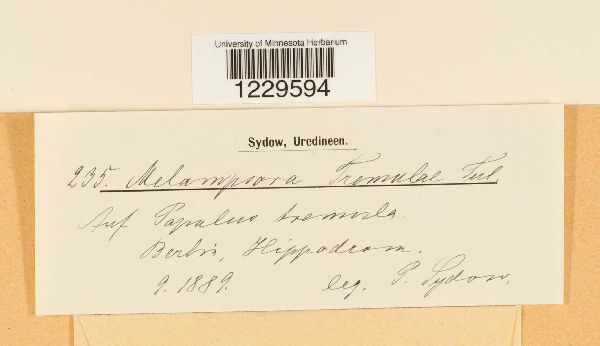 University of Minnesota Herbarium
1229594
Sydow, Uredineen.
235. Melampsora Tremulae Tul.
Auf Populus tremula.
Berlin, Hippodrom.
9. 1889. leg. P. Sydow.